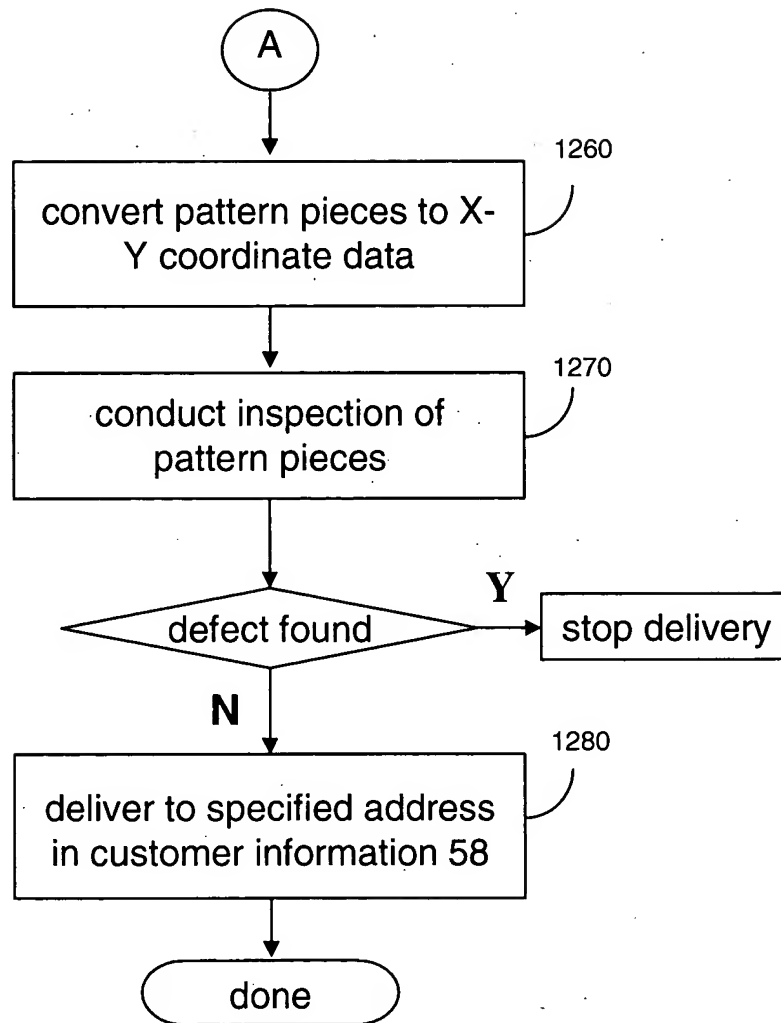 A
1260
convert pattern pieces to X-
Y coordinate data
1270
conduct inspection of
pattern pieces
defect found
Y
stop delivery
N
1280
deliver to specified address
in customer information 58
done